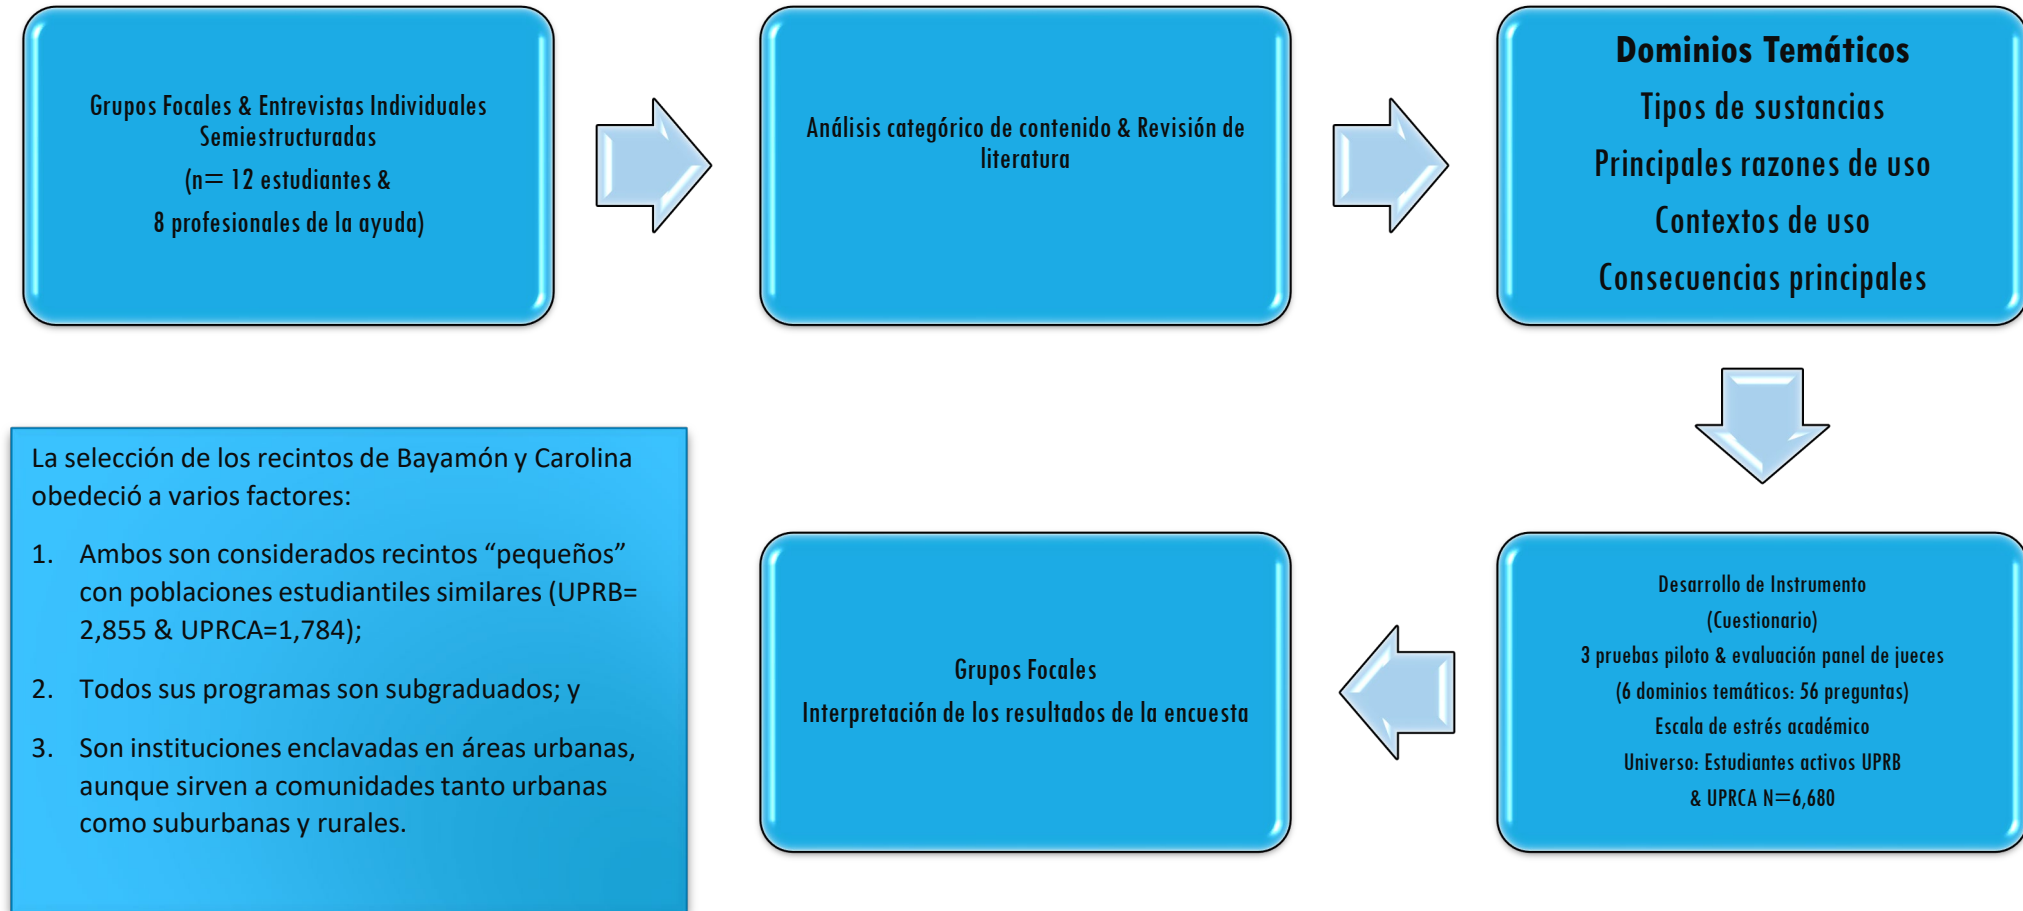 Grupos Focales & Entrevistas Individuales
Semiestructuradas
(n= 12 estudiantes &
8 profesionales de la ayuda)
Análisis categórico de contenido & Revisión de
literatura
Dominios Temáticos
Tipos de sustancias
Principales razones de uso
Contextos de uso
Consecuencias principales
La selección de los recintos de Bayamón y Carolina
obedeció a varios factores:
1. Ambos son considerados recintos “pequeños”
con poblaciones estudiantiles similares (UPRB=
2,855 & UPRCA=1,784);
2. Todos sus programas son subgraduados; y
3. Son instituciones enclavadas en áreas urbanas,
aunque sirven a comunidades tanto urbanas
como suburbanas y rurales.
Grupos Focales
Interpretación de los resultados de la encuesta
Desarrollo de Instrumento
(Cuestionario)
3 pruebas piloto & evaluación panel de jueces
(6 dominios temáticos: 56 preguntas)
Escala de estrés académico
Universo: Estudiantes activos UPRB
& UPRCA N=6,680